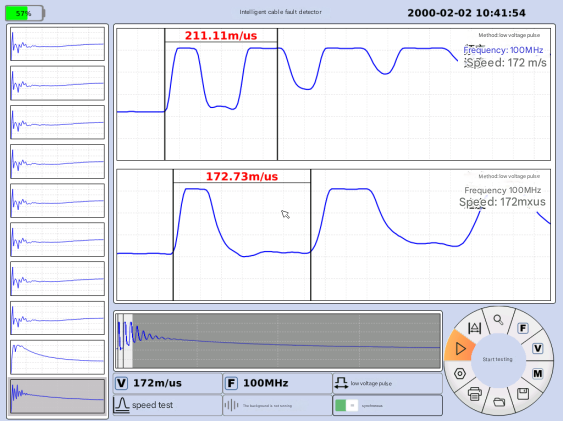 57%
Intelligent cable fault detector
2000-02-02 10:41:54
211.11m/us
Method:low voltage pulse
Frequency: 100MHz
Speed: 172 m/s
172.73m/us
Method:low voltage pulse
Frequency 100MHz
Speed: 172mxus
F
V
M
Start testing
V 172m/us
F 100MHz
low voltage pulse
speed test
The background is not running
synchronous